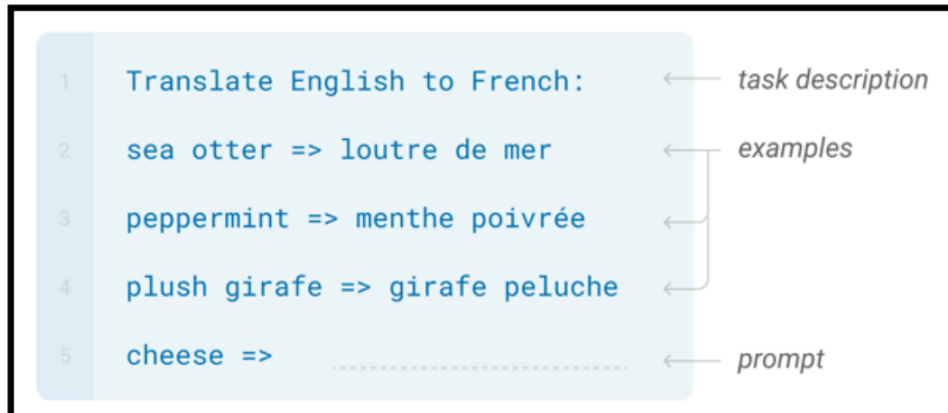 1 Translate English to French: task description
2 sea otter => loutre de mer examples
3 peppermint => menthe poivrée
4 plush girafe => girafe peluche
5 cheese => prompt